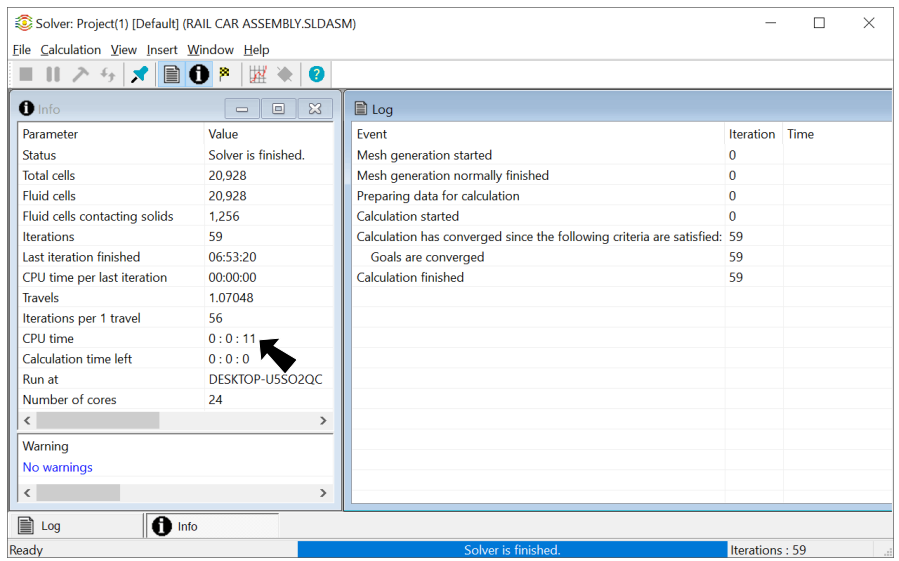 Solver: Project(1) [Default] (RAIL CAR ASSEMBLY.SLDASM)
File Calculation View Insert Window Help
Info
Parameter Value
Status Solver is finished.
Total cells 20,928
Fluid cells 20,928
Fluid cells contacting solids 1,256
Iterations 59
Last iteration finished 06:53:20
CPU time per last iteration 00:00:00
Travels 1.07048
Iterations per 1 travel 56
CPU time 0 : 0 : 11
Calculation time left 0 : 0 : 0
Run at DESKTOP-U5SO2QC
Number of cores 24
Warning
No warnings
Log
Event Iteration Time
Mesh generation started 0
Mesh generation normally finished 0
Preparing data for calculation 0
Calculation started 0
Calculation has converged since the following criteria are satisfied: 59
Goals are converged 59
Calculation finished 59
Log Info
Ready Solver is finished. Iterations : 59